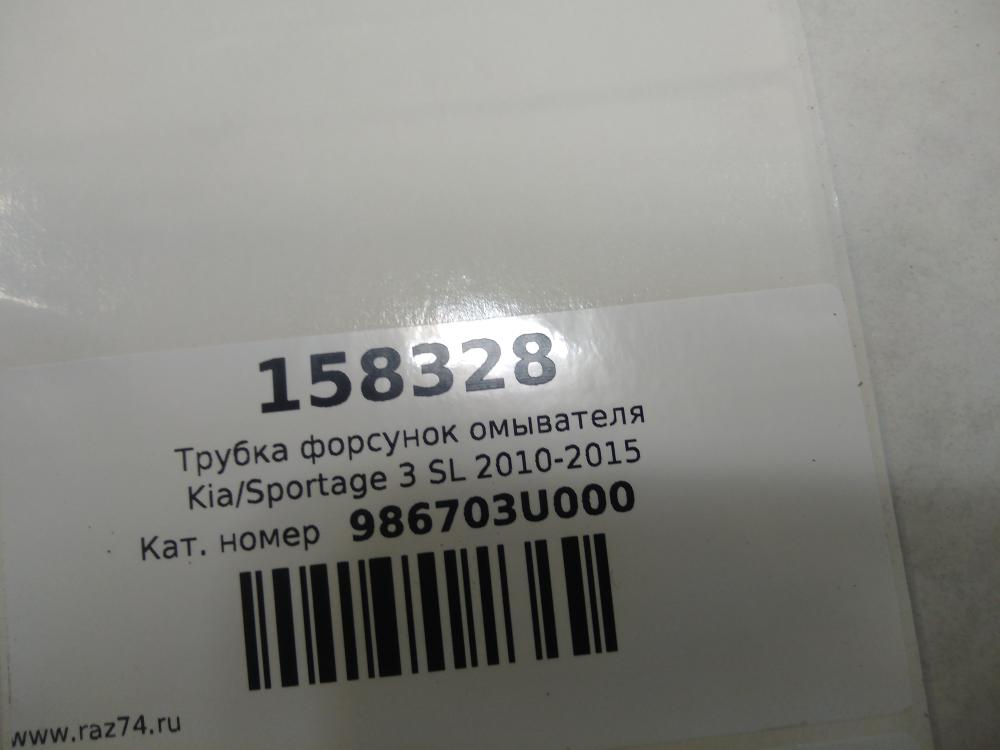 158328
Трубка форсунок омывателя
Kia/Sportage 3 SL 2010-2015
Кат. номер 986703U000
www.raz74.ru